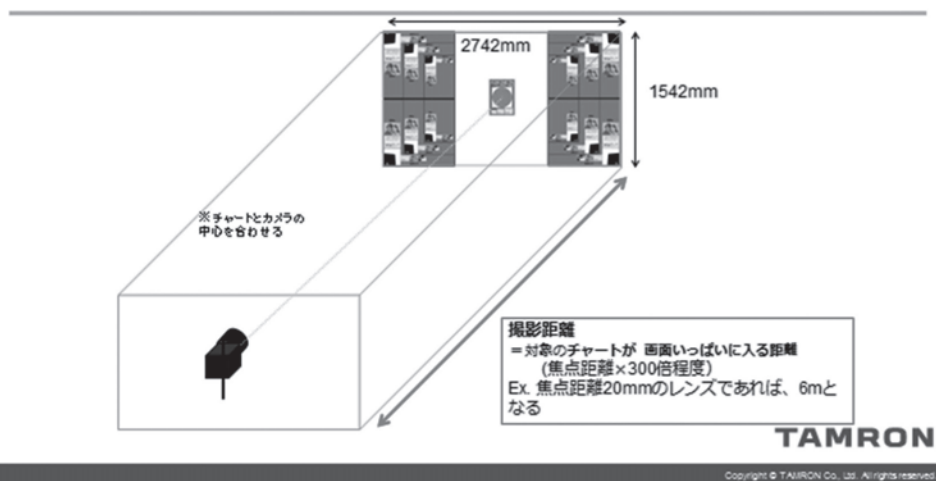 2742mm
1542mm
※チャートとカメラの
中心を合わせる
撮影距離
＝対象のチャートが 画面いっぱいに入る距離
(焦点距離×300倍程度)
Ex. 焦点距離20mmのレンズであれば、6mと
なる
TAMRON
Copyright © TAMRON Co., Ltd. All rights reserved